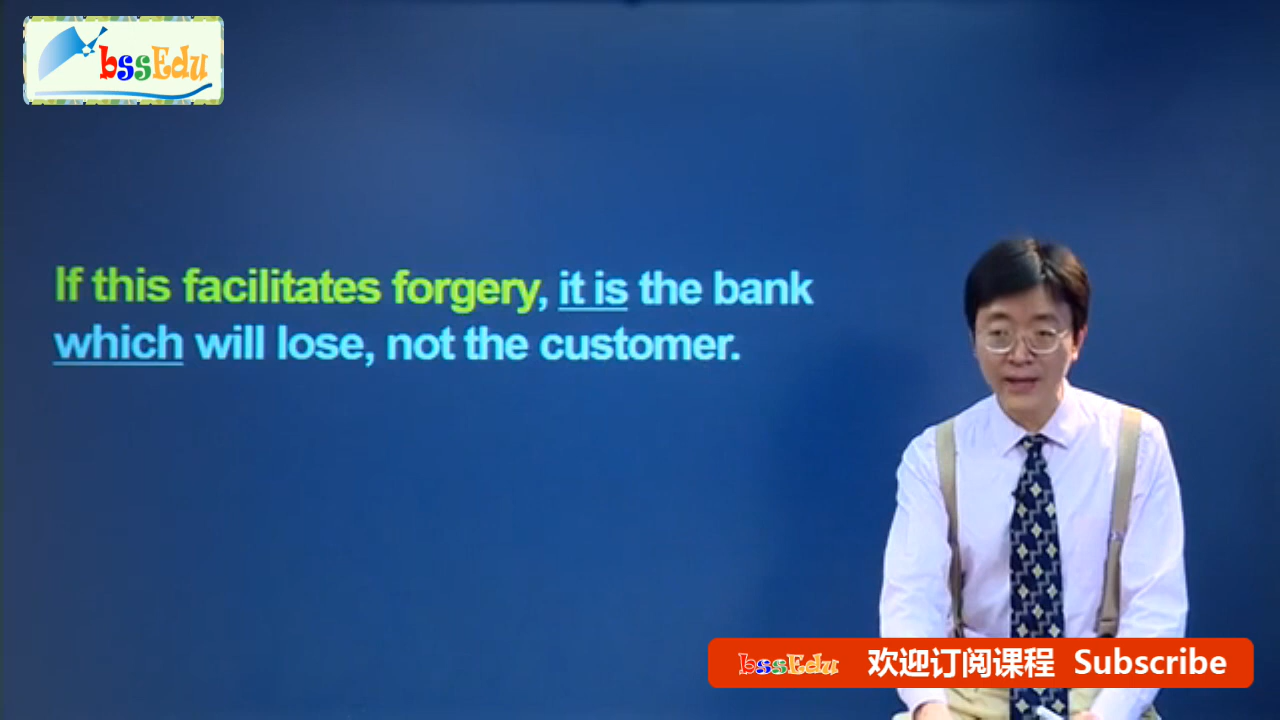 bssEdu
If this facilitates forgery, it is the bank
which will lose, not the customer.
bssEdu 欢迎订阅课程 Subscribe